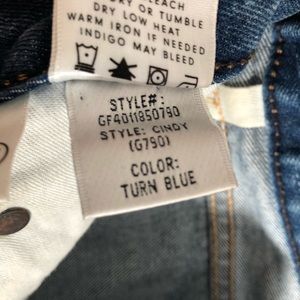 BLEACH
DRY OR TUMBLE
DRY LOW HEAT
WARM IRON IF NEEDED
INDIGO MAY BLEED
STYLE#:
GF4011850790
STYLE: CINDY
(G790)
COLOR:
TURN BLUE